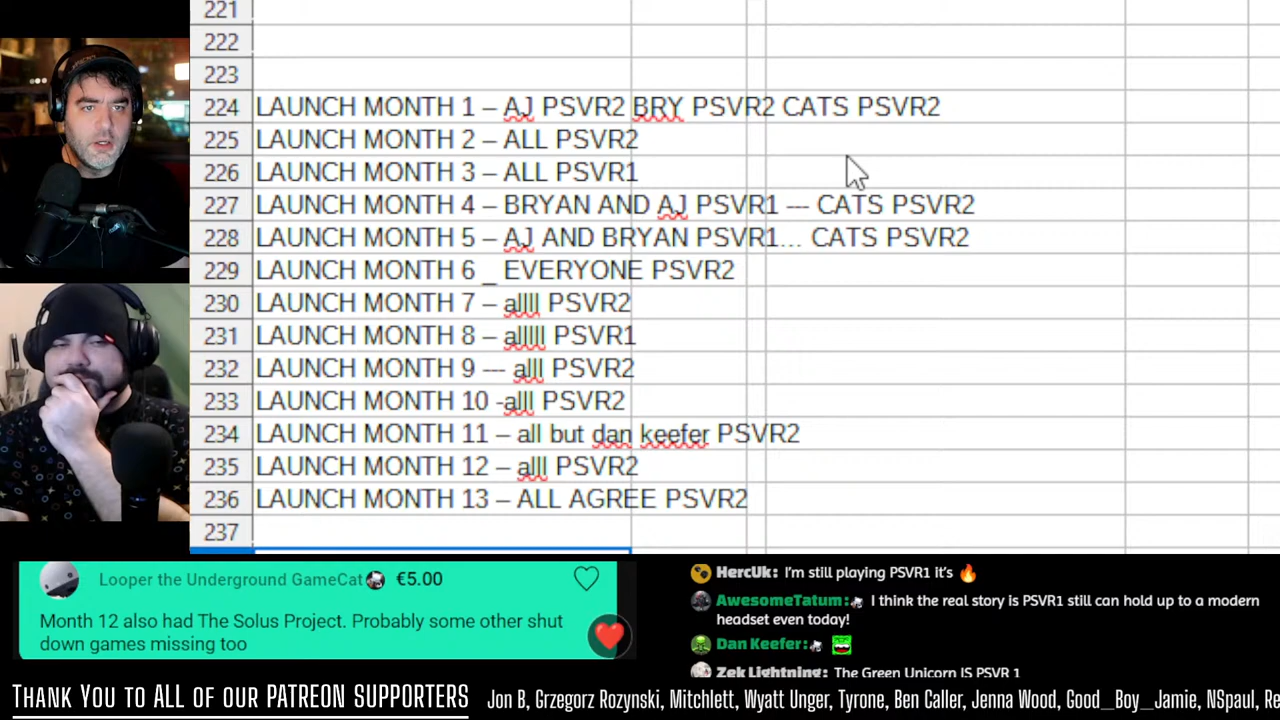 221
222
223
224 LAUNCH MONTH 1 – AJ PSVR2 BRY PSVR2 CATS PSVR2
225 LAUNCH MONTH 2 – ALL PSVR2
226 LAUNCH MONTH 3 – ALL PSVR1
227 LAUNCH MONTH 4 – BRYAN AND AJ PSVR1 --- CATS PSVR2
228 LAUNCH MONTH 5 – AJ AND BRYAN PSVR1... CATS PSVR2
229 LAUNCH MONTH 6 _ EVERYONE PSVR2
230 LAUNCH MONTH 7 – allll PSVR2
231 LAUNCH MONTH 8 – alllll PSVR1
232 LAUNCH MONTH 9 --- alll PSVR2
233 LAUNCH MONTH 10 -alll PSVR2
234 LAUNCH MONTH 11 – all but dan keefer PSVR2
235 LAUNCH MONTH 12 – alll PSVR2
236 LAUNCH MONTH 13 – ALL AGREE PSVR2
237
Looper the Underground GameCat €5.00
Month 12 also had The Solus Project. Probably some other shut
down games missing too
HercUk: I'm still playing PSVR1 it's
AwesomeTatum: I think the real story is PSVR1 still can hold up to a modern
headset even today!
Dan Keefer:
Zek Lightning: The Green Unicorn IS PSVR 1
THANK YOU TO ALL OF OUR PATREON SUPPORTERS Jon B, Grzegorz Rozynski, Mitchlett, Wyatt Unger, Tyrone, Ben Caller, Jenna Wood, Good_Boy_Jamie, NSpaul, Re